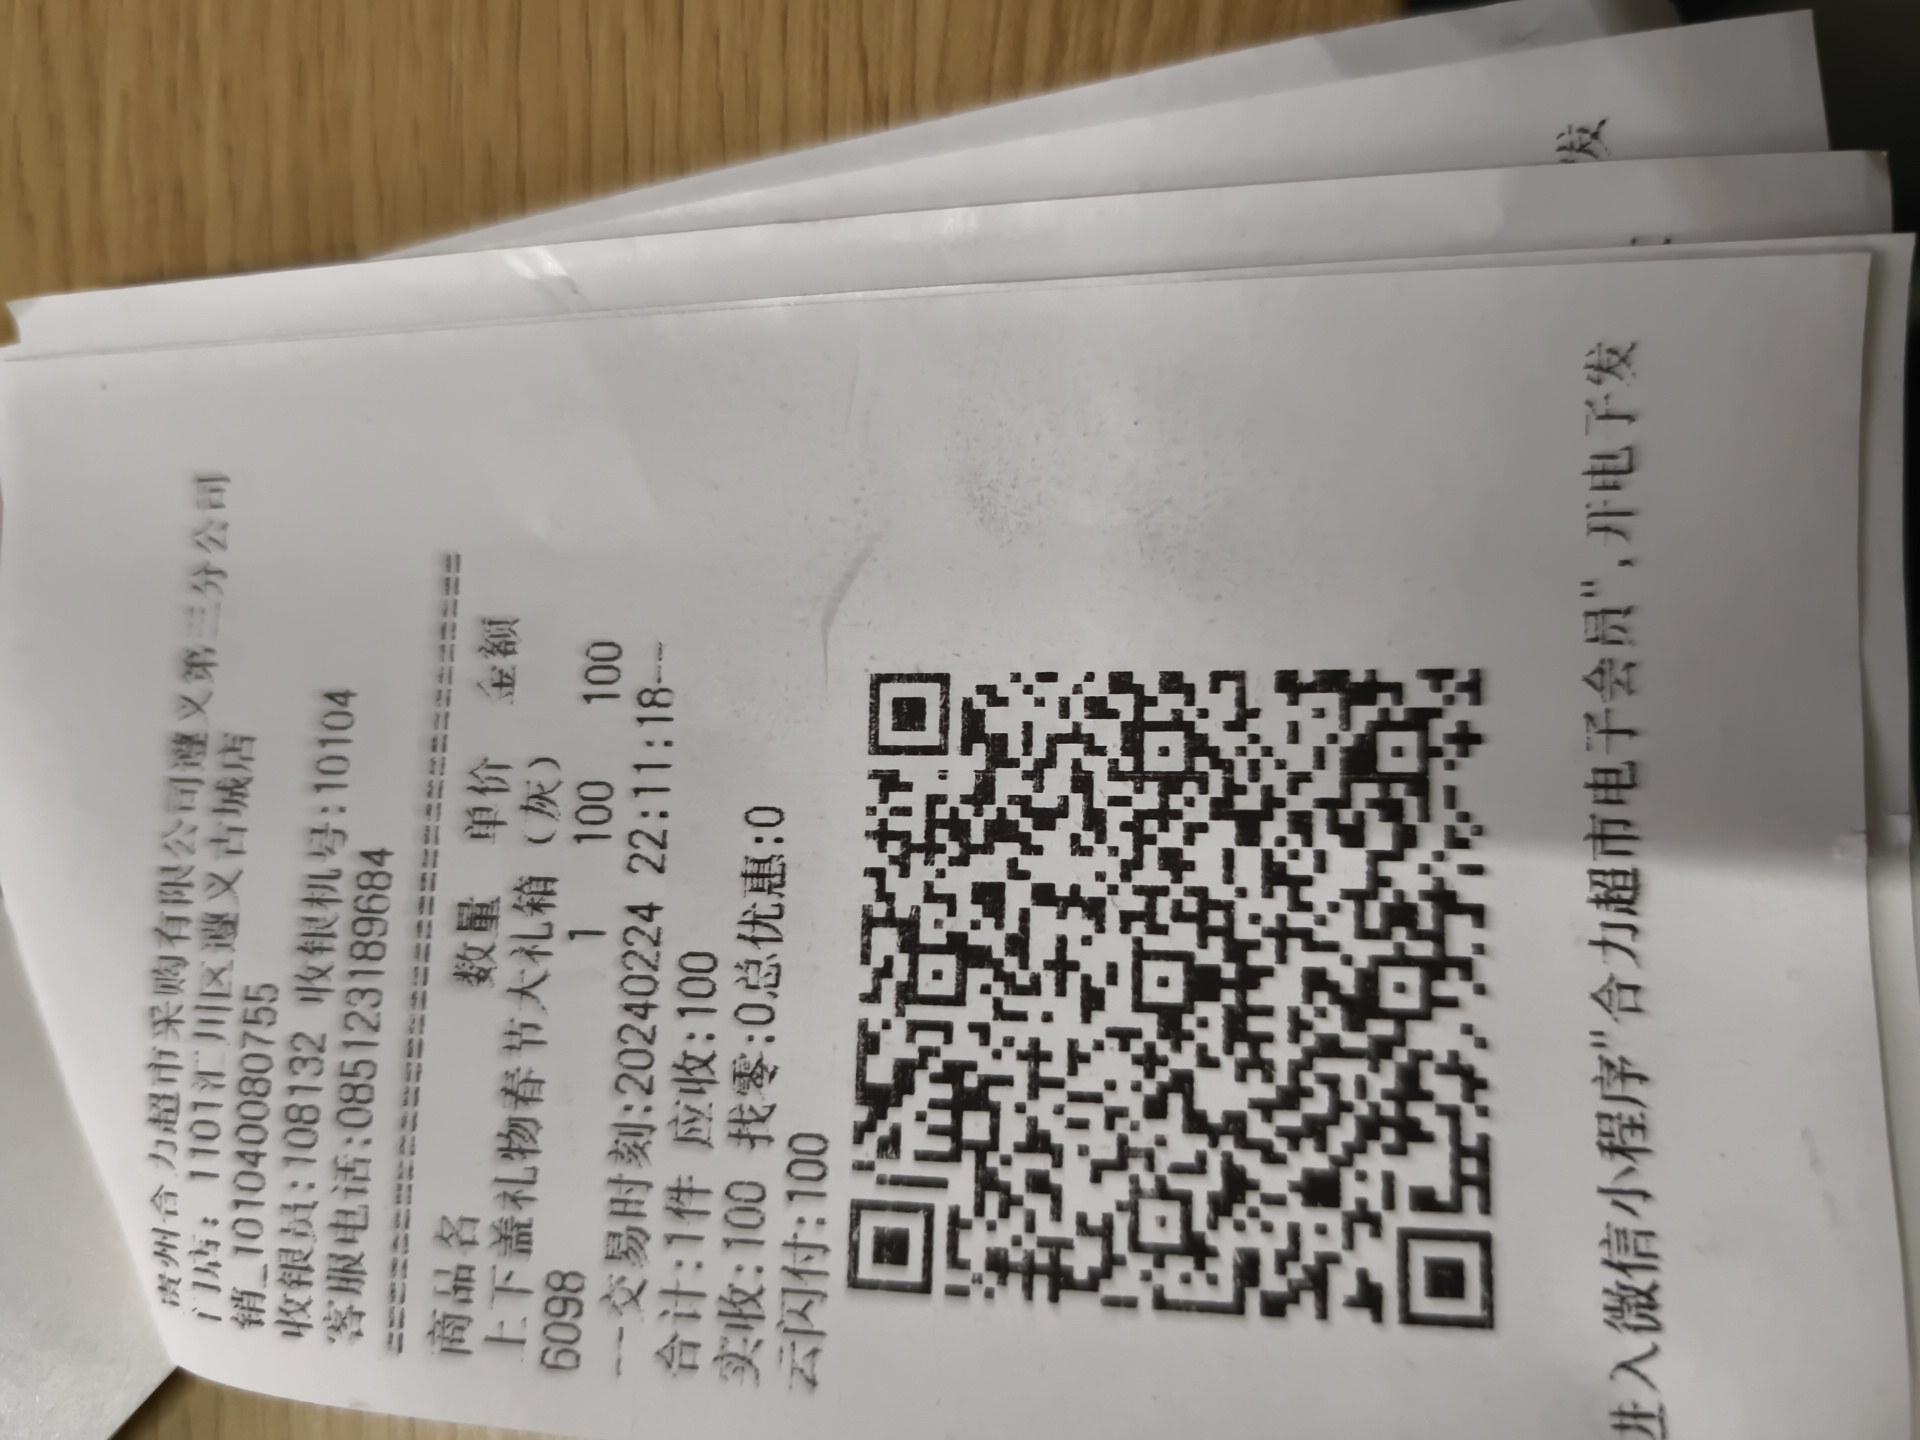 贵州合力超市采购有限公司遵义第三分公司
门店: 1101汇川区遵义古城店
销_101040080755
收银员:108132 收银机号:10104
客服电话:085123189684
商品名 数量 单价 金额
上下盖礼物春节大礼箱 (灰)
6098 1 100 100
---交易时刻:20240224 22:11:18---
合计:1件 应收:100
实收:100 找零:0总优惠:0
云闪付:100
进入微信小程序"合力超市电子会员",开电子发
发